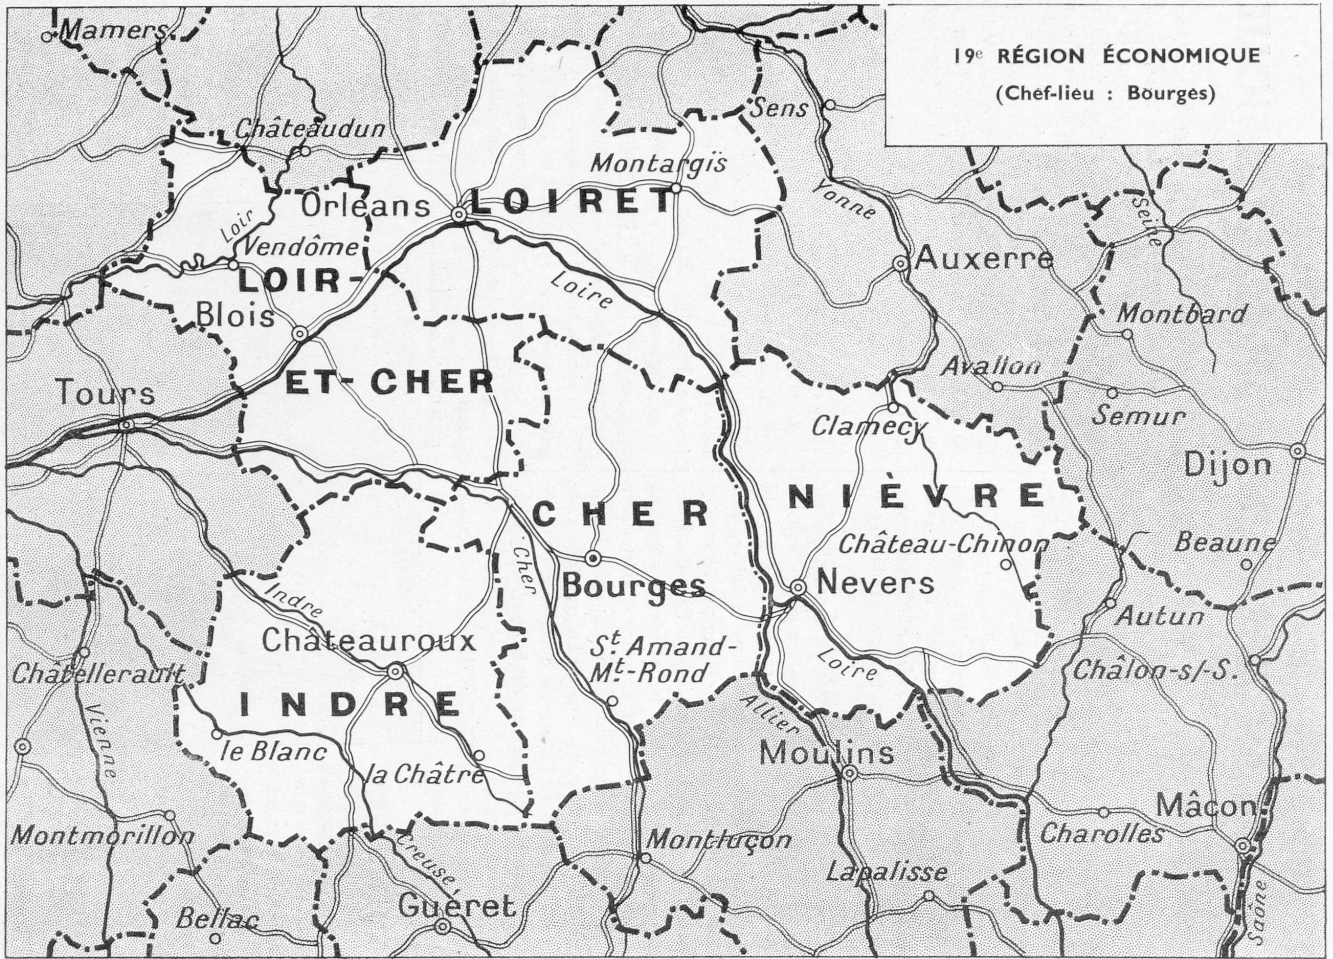 19e RÉGION ÉCONOMIQUE
(Chef-lieu : Bourges)
Mamers
Châteaudun
Sens
Montargis
Orléans
LOIRET
Yonne
Seine
Loir
Vendôme
LOIR-
Auxerre
Loire
Blois
Montbard
ET-CHER
Avallon
Tours
Semur
Clamecy
Dijon
NIÈVRE
CHER
Château-Chinon
Beaune
Cher
Bourges
Nevers
Indre
Autun
Châteauroux
St. Amand-
Mt.-Rond
Loire
Châlon-s/-S.
Châtellerault
INDRE
Vienne
Allier
le Blanc
Moulins
la Châtre
Mâcon
Montmorillon
Creuse
Montluçon
Charolles
Lapalisse
Guéret
Bellac
Saône